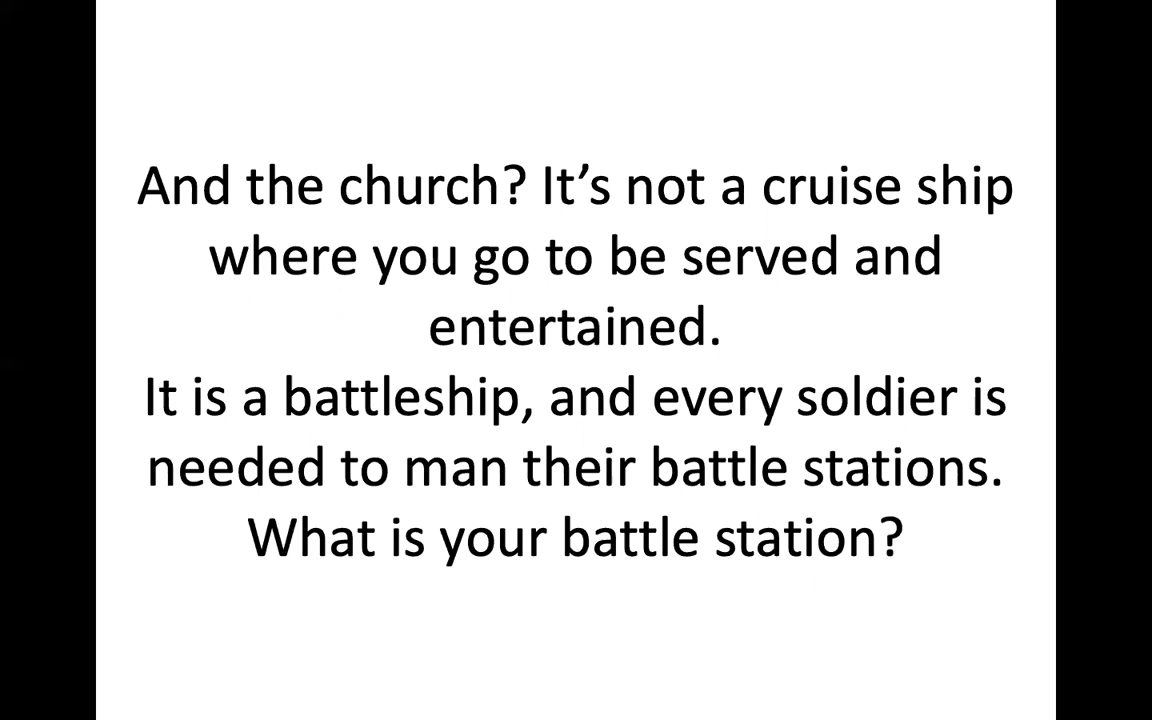 And the church? It’s not a cruise ship
where you go to be served and
entertained.
It is a battleship, and every soldier is
needed to man their battle stations.
What is your battle station?